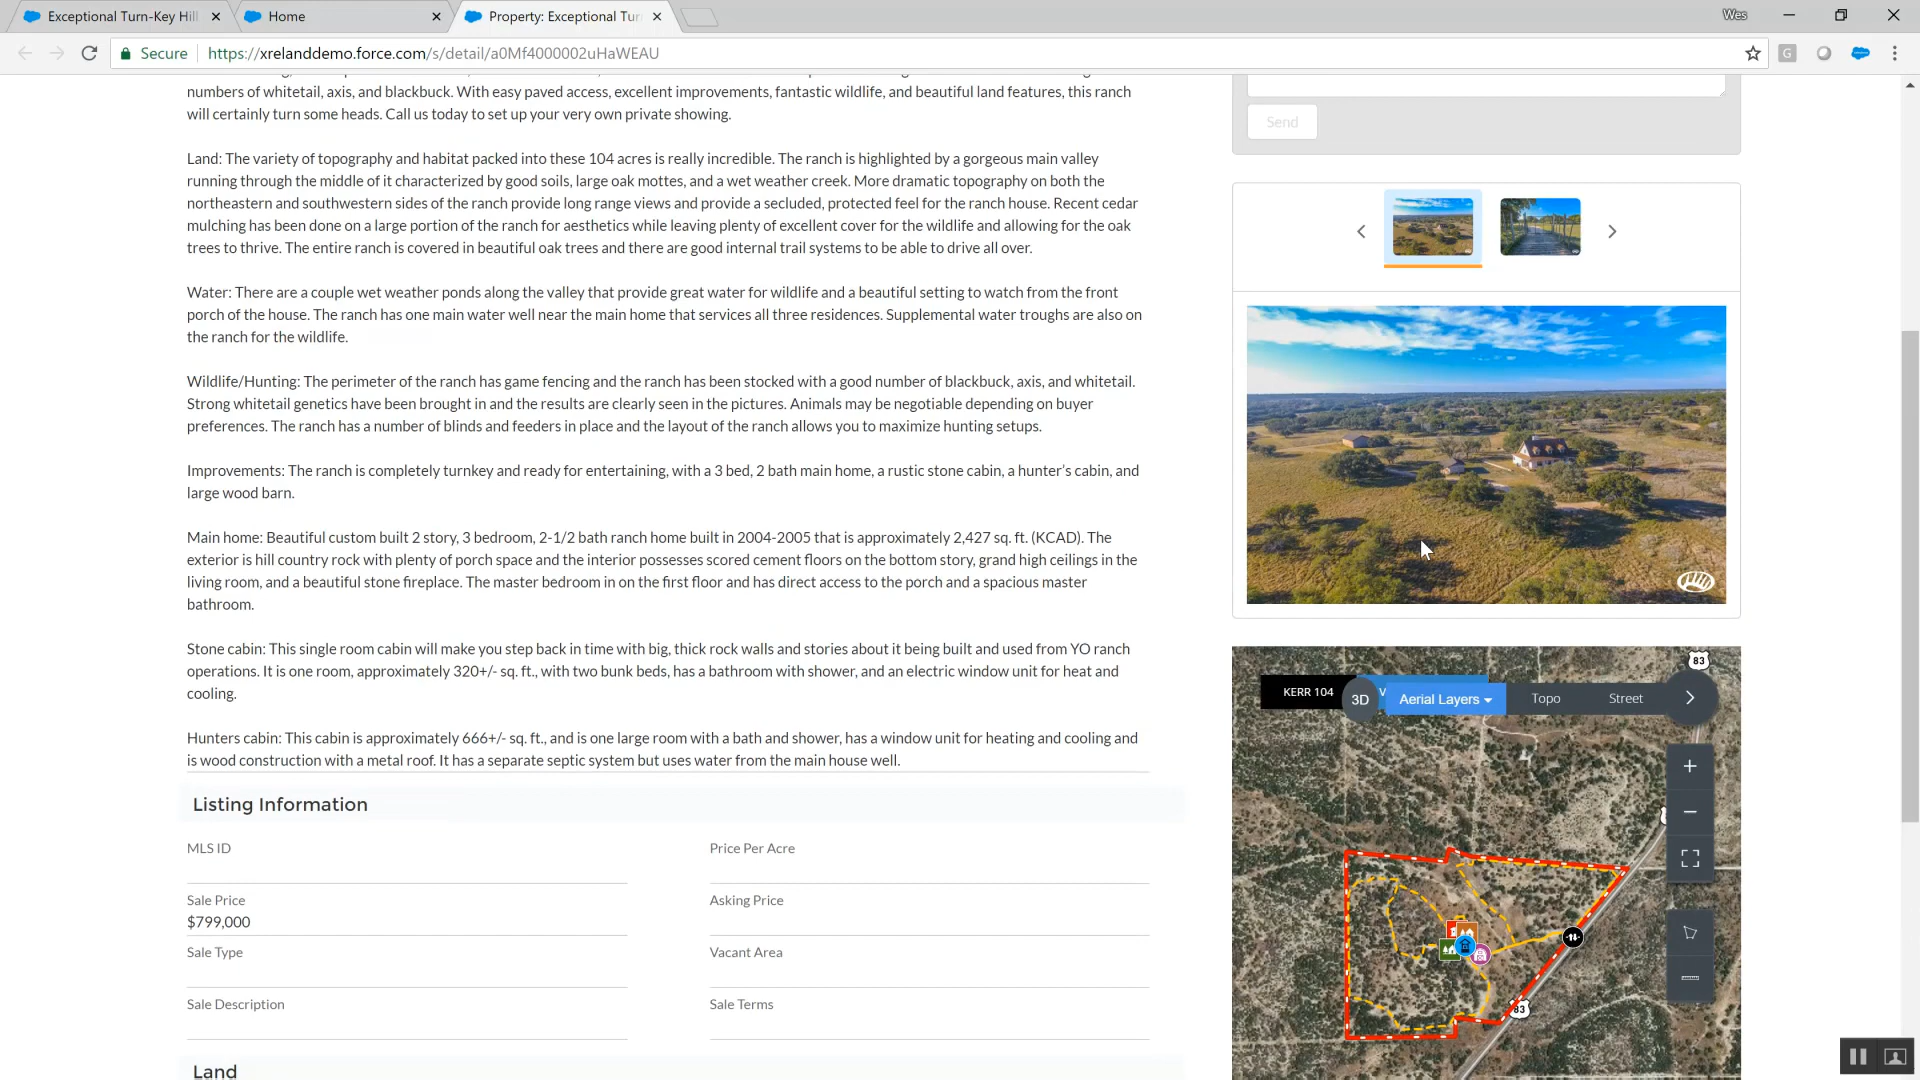 Exceptional Turn-Key Hill
Home
Property: Exceptional Tur
Wes
Secure
https://xrelanddemo.force.com/s/detail/a0Mf4000002uHaWEAU
G
numbers of whitetail, axis, and blackbuck. With easy paved access, excellent improvements, fantastic wildlife, and beautiful land features, this ranch
will certainly turn some heads. Call us today to set up your very own private showing.
Send
Land: The variety of topography and habitat packed into these 104 acres is really incredible. The ranch is highlighted by a gorgeous main valley
running through the middle of it characterized by good soils, large oak mottes, and a wet weather creek. More dramatic topography on both the
northeastern and southwestern sides of the ranch provide long range views and provide a secluded, protected feel for the ranch house. Recent cedar
mulching has been done on a large portion of the ranch for aesthetics while leaving plenty of excellent cover for the wildlife and allowing for the oak
trees to thrive. The entire ranch is covered in beautiful oak trees and there are good internal trail systems to be able to drive all over.
Water: There are a couple wet weather ponds along the valley that provide great water for wildlife and a beautiful setting to watch from the front
porch of the house. The ranch has one main water well near the main home that services all three residences. Supplemental water troughs are also on
the ranch for the wildlife.
Wildlife/Hunting: The perimeter of the ranch has game fencing and the ranch has been stocked with a good number of blackbuck, axis, and whitetail.
Strong whitetail genetics have been brought in and the results are clearly seen in the pictures. Animals may be negotiable depending on buyer
preferences. The ranch has a number of blinds and feeders in place and the layout of the ranch allows you to maximize hunting setups.
Improvements: The ranch is completely turnkey and ready for entertaining, with a 3 bed, 2 bath main home, a rustic stone cabin, a hunter's cabin, and
large wood barn.
Main home: Beautiful custom built 2 story, 3 bedroom, 2-1/2 bath ranch home built in 2004-2005 that is approximately 2,427 sq. ft. (KCAD). The
exterior is hill country rock with plenty of porch space and the interior possesses scored cement floors on the bottom story, grand high ceilings in the
living room, and a beautiful stone fireplace. The master bedroom in on the first floor and has direct access to the porch and a spacious master
bathroom.
Stone cabin: This single room cabin will make you step back in time with big, thick rock walls and stories about it being built and used from YO ranch
operations. It is one room, approximately 320+/- sq. ft., with two bunk beds, has a bathroom with shower, and an electric window unit for heat and
cooling.
Hunters cabin: This cabin is approximately 666+/- sq. ft., and is one large room with a bath and shower, has a window unit for heating and cooling and
is wood construction with a metal roof. It has a separate septic system but uses water from the main house well.
Listing Information
MLS ID
Price Per Acre
Sale Price
$799,000
Asking Price
Sale Type
Vacant Area
Sale Description
Sale Terms
Land
83
KERR 104
3D
V
Aerial Layers
Topo
Street
83